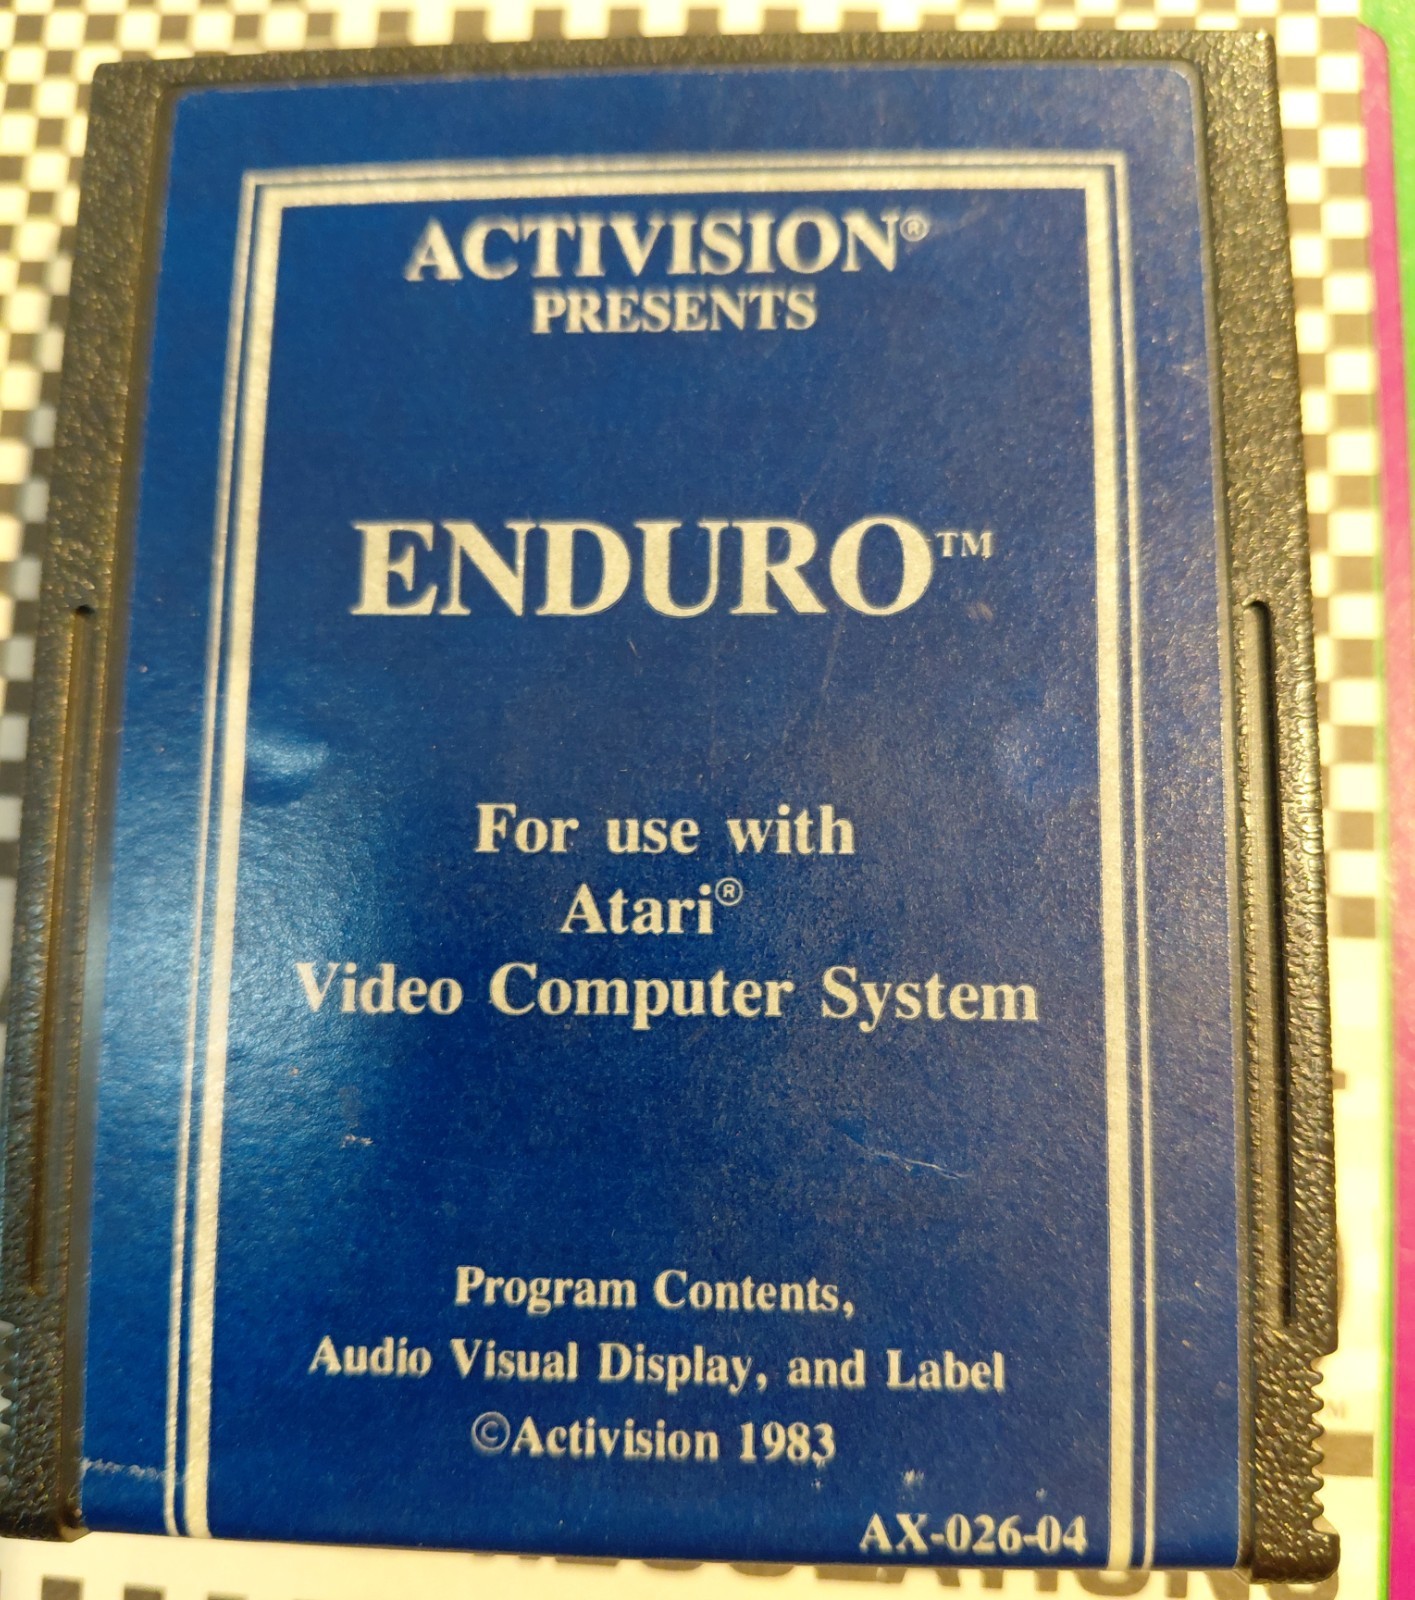 ACTIVISION®
PRESENTS
ENDURO™
For use with
Atari®
Video Computer System
Program Contents,
Audio Visual Display, and Label
©Activision 1983
AX-026-04